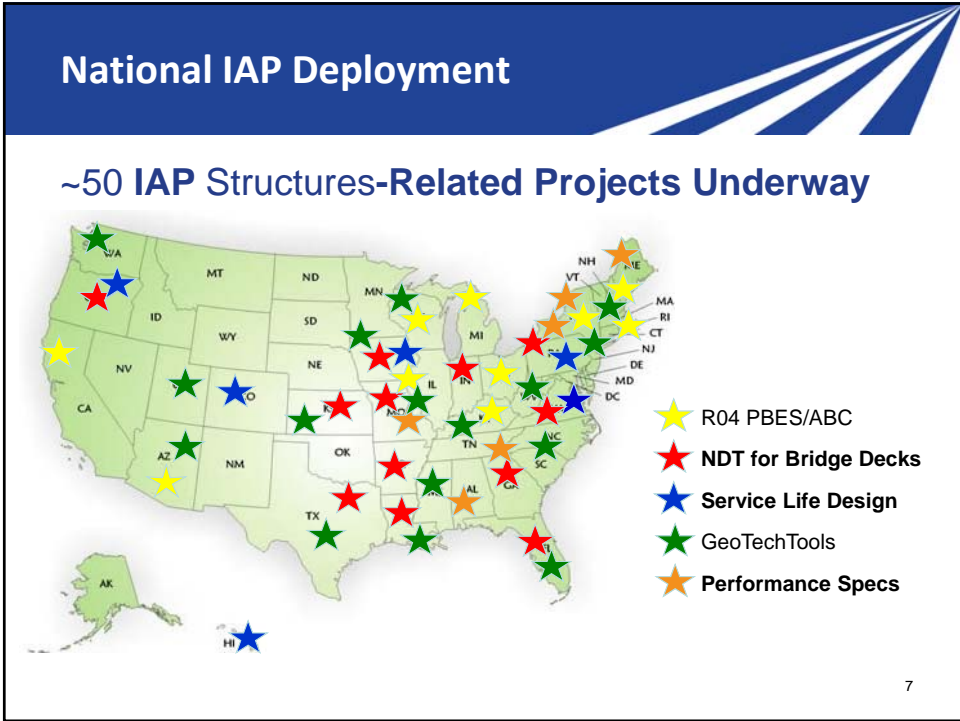 National IAP Deployment
~50 IAP Structures-Related Projects Underway
WA
MT
ND
MN
NH
VT
ME
MA
RI
CT
NJ
DE
MD
DC
ID
SD
WY
MI
NE
NV
IL
IN
CA
CO
MO
OK
TN
NC
SC
AZ
NM
AL
GA
TX
AK
HI
R04 PBES/ABC
NDT for Bridge Decks
Service Life Design
GeoTechTools
Performance Specs
7